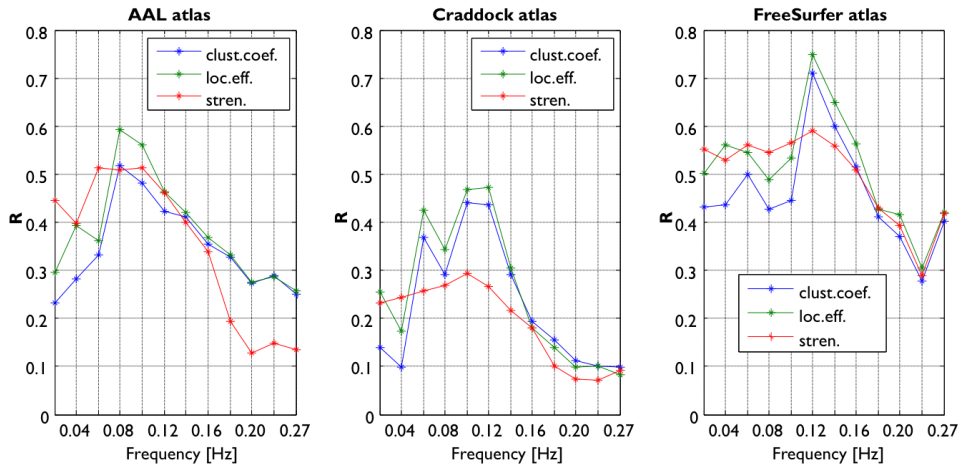 AAL atlas
0.8
0.7
0.6
0.5
0.4
0.3
0.2
0.1
0
R
clust.coef.
loc.eff.
stren.
0.04 0.08 0.12 0.16 0.20 0.27
Frequency [Hz]
Craddock atlas
0.8
0.7
0.6
0.5
0.4
0.3
0.2
0.1
0
clust.coef.
loc.eff.
stren.
0.04 0.08 0.12 0.16 0.20 0.27
Frequency [Hz]
FreeSurfer atlas
0.8
0.7
0.6
0.5
0.4
0.3
0.2
0.1
0
R
clust.coef.
loc.eff.
stren.
0.04 0.08 0.12 0.16 0.20 0.27
Frequency [Hz]